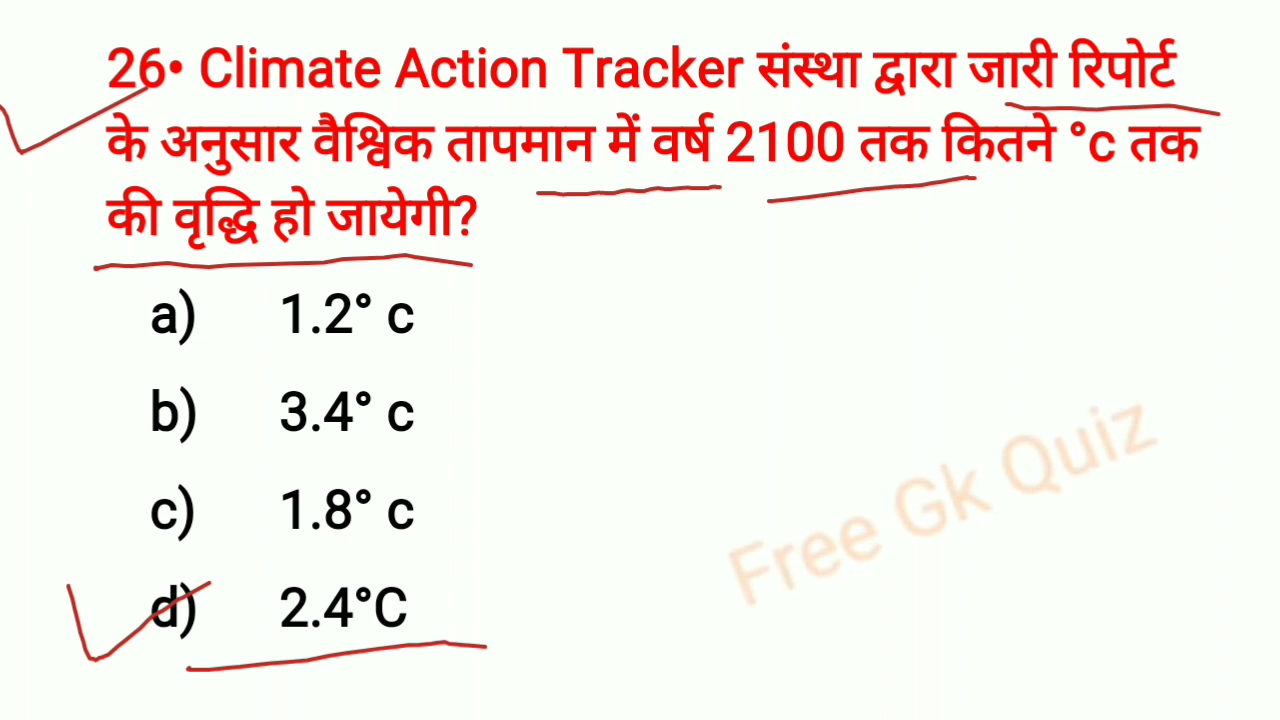 26• Climate Action Tracker संस्था द्वारा जारी रिपोर्ट
के अनुसार वैश्विक तापमान में वर्ष 2100 तक कितने °c तक
की वृद्धि हो जायेगी?
a) 1.2° c
b) 3.4° c
c) 1.8° c
d) 2.4°C
Free Gk Quiz